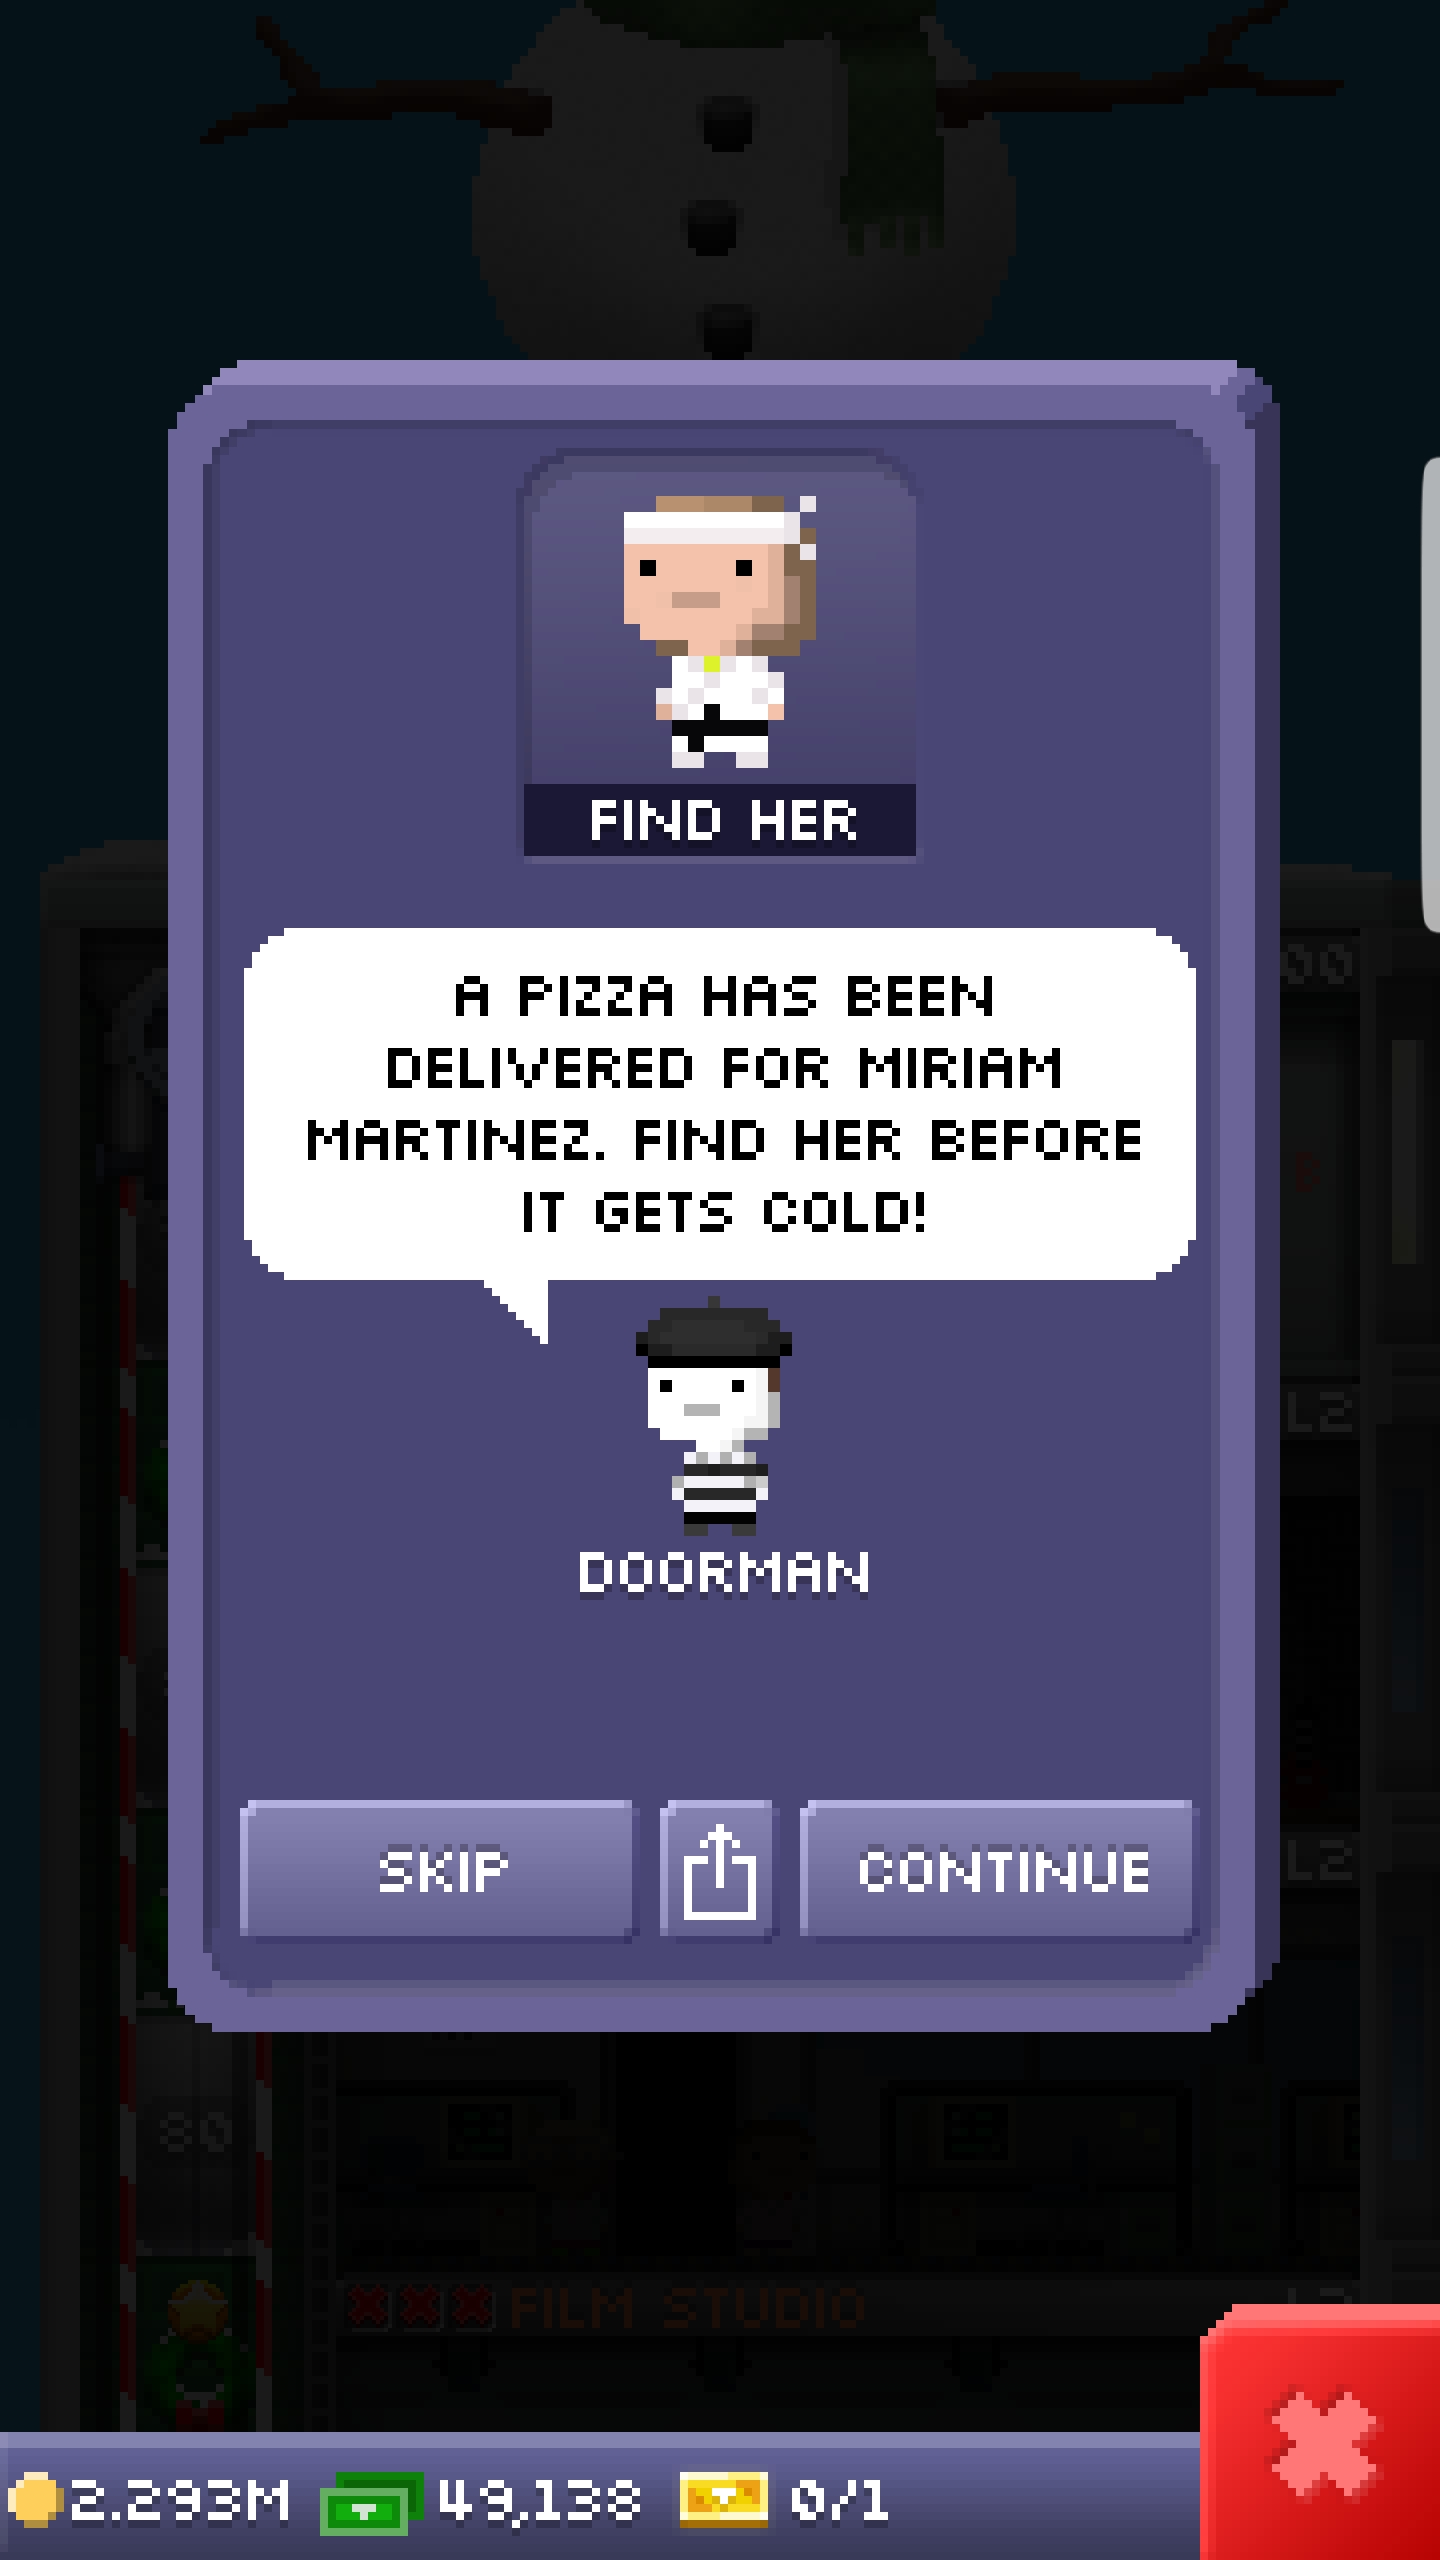 FIND HER
A PIZZA HAS BEEN
DELIVERED FOR MIRIAM
MARTINEZ. FIND HER BEFORE
IT GETS COLD!
DOORMAN
SKIP
CONTINUE
80
FILM STUDIO
2.293M
49,138
0/1